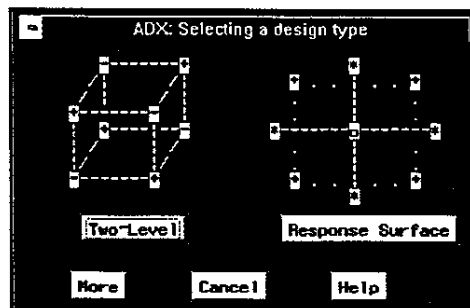 ADX: Selecting a design type
Two-Level
Response Surface
More
Cancel
Help